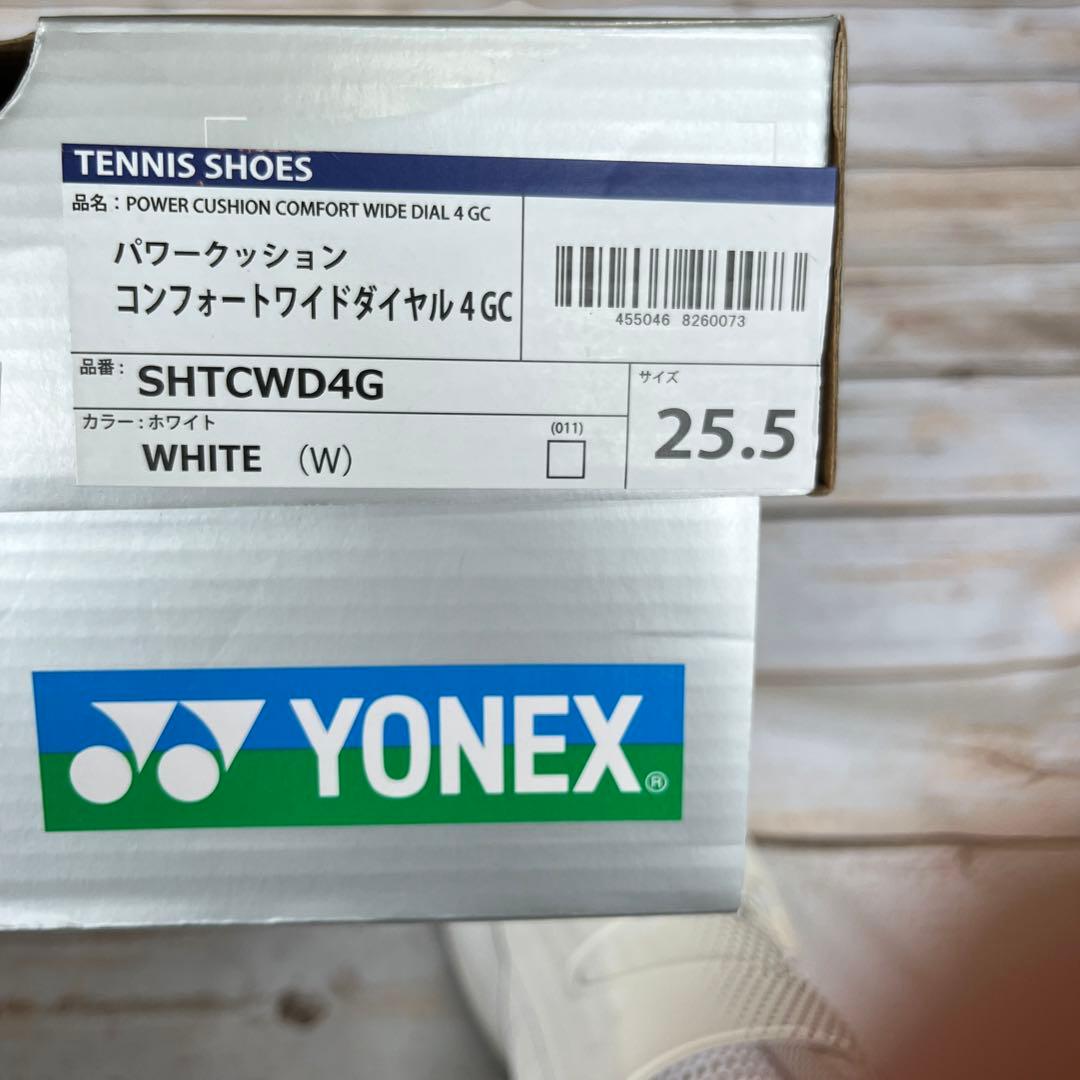 TENNIS SHOES
品名：POWER CUSHION COMFORT WIDE DIAL 4 GC
パワークッション
コンフォートワイドダイヤル 4 GC
455046 8260073
品番：
SHTCWD4G
サイズ
25.5
カラー：ホワイト
WHITE （W）
(011)
YONEX®